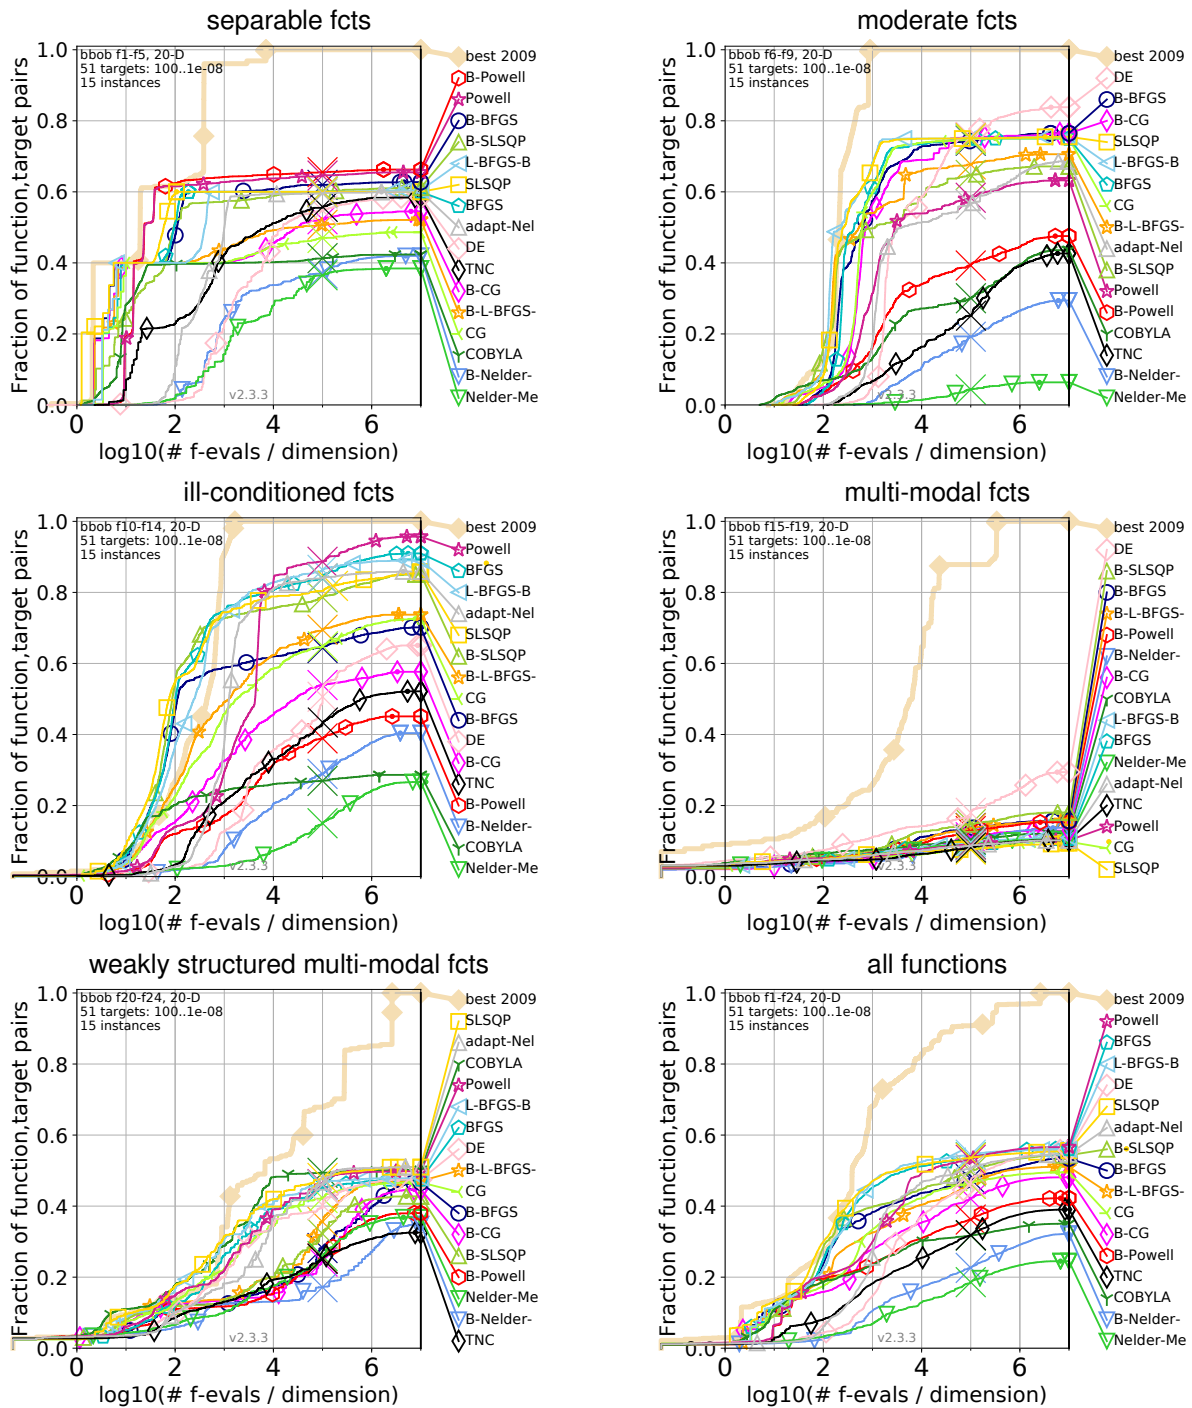 separable fcts
bbob f1-f5, 20-D
51 targets: 100..1e-08
15 instances
Fraction of function,target pairs
1.0
0.8
0.6
0.4
0.2
0.0
0
2
4
6
log10(# f-evals / dimension)
v2.3.3
best 2009
B-Powell
Powell
B-BFGS
B-SLSQP
L-BFGS-B
SLSQP
BFGS
adapt-Nel
DE
TNC
B-CG
B-L-BFGS-
CG
COBYLA
B-Nelder-
Nelder-Me
moderate fcts
bbob f6-f9, 20-D
51 targets: 100..1e-08
15 instances
Fraction of function,target pairs
1.0
0.8
0.6
0.4
0.2
0.0
0
2
4
6
log10(# f-evals / dimension)
v2.3.3
best 2009
DE
B-BFGS
B-CG
SLSQP
L-BFGS-B
BFGS
CG
B-L-BFGS-
adapt-Nel
B-SLSQP
Powell
B-Powell
COBYLA
TNC
B-Nelder-
Nelder-Me
ill-conditioned fcts
bbob f10-f14, 20-D
51 targets: 100..1e-08
15 instances
Fraction of function,target pairs
1.0
0.8
0.6
0.4
0.2
0.0
0
2
4
6
log10(# f-evals / dimension)
v2.3.3
best 2009
Powell
BFGS
L-BFGS-B
adapt-Nel
SLSQP
B-SLSQP
B-L-BFGS-
CG
B-BFGS
DE
B-CG
TNC
B-Powell
B-Nelder-
COBYLA
Nelder-Me
multi-modal fcts
bbob f15-f19, 20-D
51 targets: 100..1e-08
15 instances
Fraction of function,target pairs
1.0
0.8
0.6
0.4
0.2
0.0
0
2
4
6
log10(# f-evals / dimension)
v2.3.3
best 2009
DE
B-SLSQP
B-BFGS
B-L-BFGS-
B-Powell
B-Nelder-
B-CG
COBYLA
L-BFGS-B
BFGS
Nelder-Me
adapt-Nel
TNC
Powell
CG
SLSQP
weakly structured multi-modal fcts
bbob f20-f24, 20-D
51 targets: 100..1e-08
15 instances
Fraction of function,target pairs
1.0
0.8
0.6
0.4
0.2
0.0
0
2
4
6
log10(# f-evals / dimension)
v2.3.3
best 2009
SLSQP
adapt-Nel
COBYLA
Powell
L-BFGS-B
BFGS
DE
B-L-BFGS-
CG
B-BFGS
B-CG
B-SLSQP
B-Powell
Nelder-Me
B-Nelder-
TNC
all functions
bbob f1-f24, 20-D
51 targets: 100..1e-08
15 instances
Fraction of function,target pairs
1.0
0.8
0.6
0.4
0.2
0.0
0
2
4
6
log10(# f-evals / dimension)
v2.3.3
best 2009
Powell
BFGS
L-BFGS-B
DE
SLSQP
adapt-Nel
B-SLSQP
B-BFGS
B-L-BFGS-
CG
B-CG
B-Powell
TNC
COBYLA
B-Nelder-
Nelder-Me